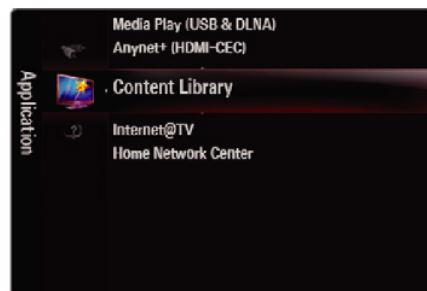 Application
Media Play (USB & DLNA)
Anynet+ (HDMI-CEC)
Content Library
Internet@TV
Home Network Center